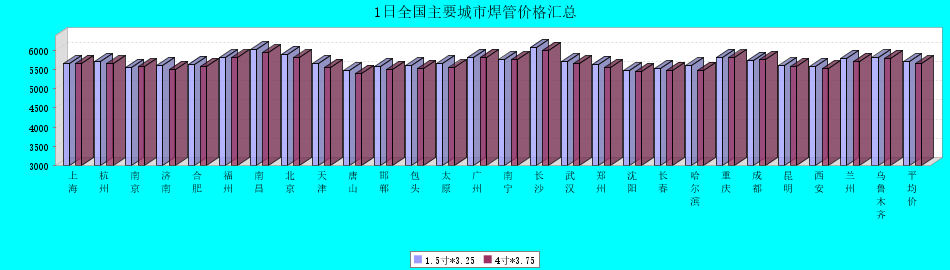 1日全国主要城市焊管价格汇总
6000
5500
5000
4500
4000
3500
3000
上海
杭州
南京
济南
合肥
福州
南昌
北京
天津
唐山
邯郸
包头
太原
广州
南宁
长沙
武汉
郑州
沈阳
长春
哈尔滨
重庆
成都
昆明
西安
兰州
乌鲁木齐
平均价
1.5寸*3.25
4寸*3.75